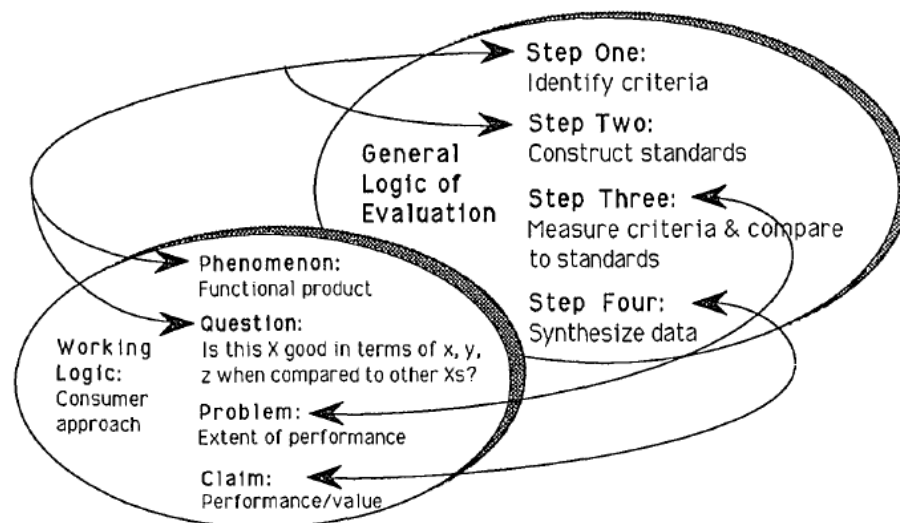 Step One:
Identify criteria
Step Two:
Construct standards
General
Logic of
Evaluation
Step Three:
Measure criteria & compare
to standards
Step Four:
Synthesize data
Phenomenon:
Functional product
Question:
Is this X good in terms of x, y,
z when compared to other Xs?
Working
Logic:
Consumer
approach
Problem:
Extent of performance
Claim:
Performance/value